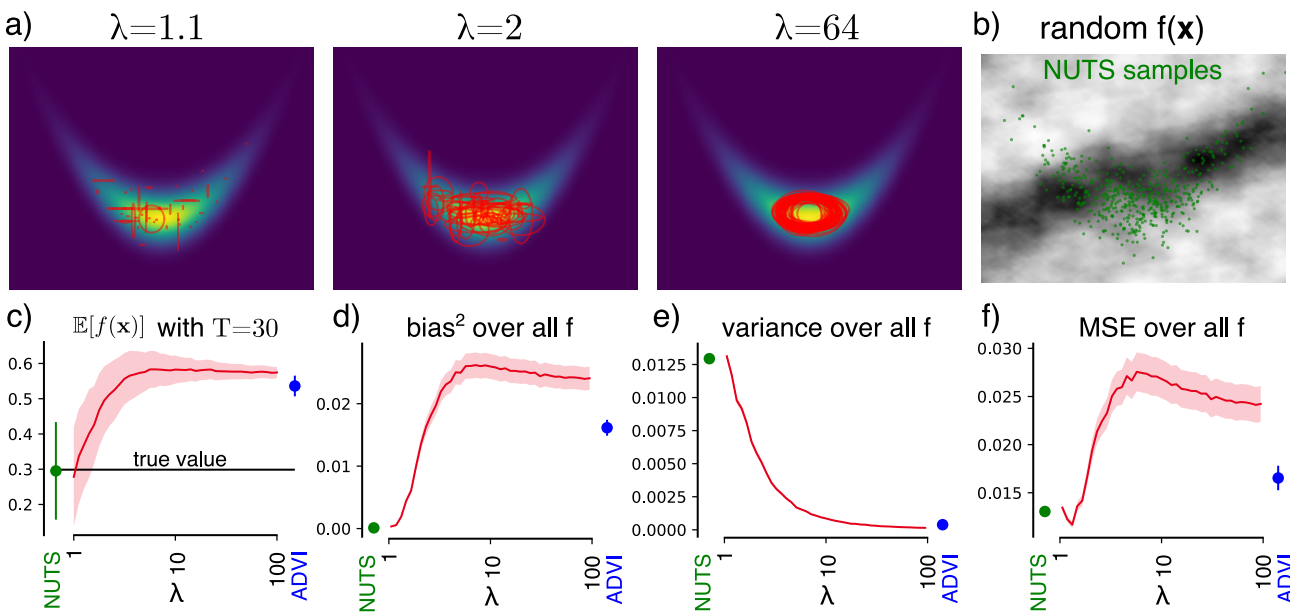 a)
λ=1.1
λ=2
λ=64
b)
random f(x)
NUTS samples
c)
𝔼[f(x)] with T=30
0.6
0.5
0.4
0.3
0.2
true value
NUTS
1
10
100
λ
ADVI
d)
bias² over all f
0.02
0.01
0.00
NUTS
1
10
100
λ
ADVI
e)
variance over all f
0.0125
0.0100
0.0075
0.0050
0.0025
0.0000
NUTS
1
10
100
λ
ADVI
f)
MSE over all f
0.030
0.025
0.020
0.015
NUTS
1
10
100
λ
ADVI